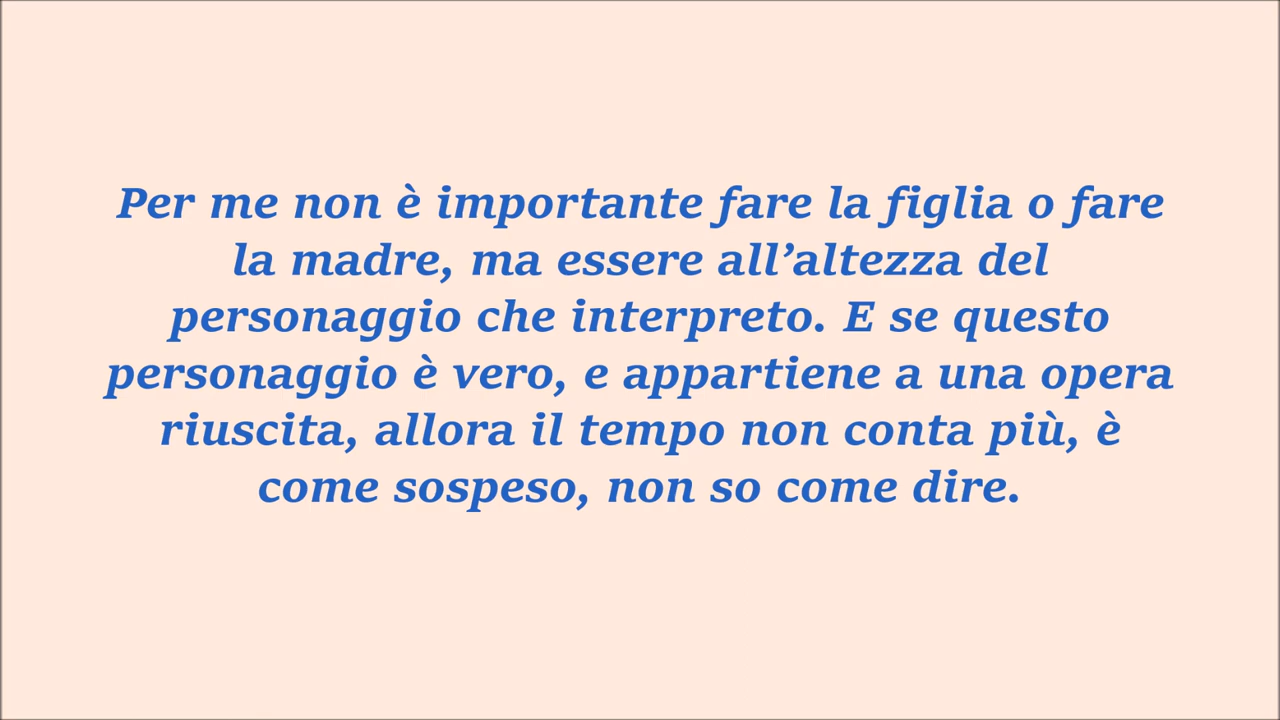 Per me non è importante fare la figlia o fare
la madre, ma essere all’altezza del
personaggio che interpreto. E se questo
personaggio è vero, e appartiene a una opera
riuscita, allora il tempo non conta più, è
come sospeso, non so come dire.